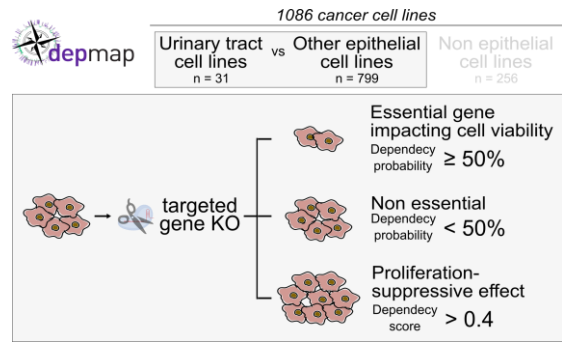 1086 cancer cell lines
depmap
Urinary tract
cell lines
n = 31
vs
Other epithelial
cell lines
n = 799
Non epithelial
cell lines
n = 256
targeted
gene KO
Essential gene
impacting cell viability
Dependecy
probability
≥ 50%
Non essential
Dependecy
probability
< 50%
Proliferation-
suppressive effect
Dependecy
score
> 0.4